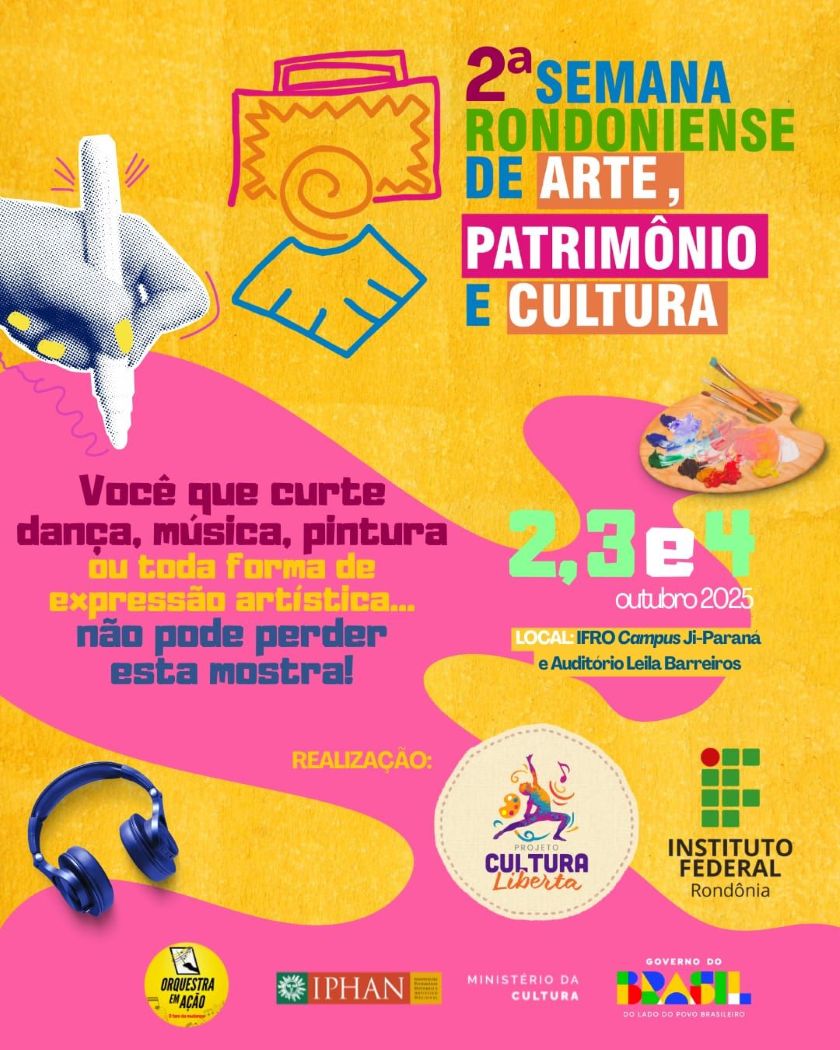 2ª SEMANA
RONDONIENSE
DE ARTE,
PATRIMÔNIO
E CULTURA
Você que curte
dança, música, pintura
ou toda forma de
expressão artística...
não pode perder
esta mostra!
2,3 e 4
outubro 2025
LOCAL: IFRO Campus Ji-Paraná
e Auditório Leila Barreiros
REALIZAÇÃO:
PROJETO
CULTURA
Liberta
INSTITUTO
FEDERAL
Rondônia
ORQUESTRA
EM AÇÃO
IPHAN
MINISTÉRIO DA
CULTURA
GOVERNO DO
BRASIL
DO LADO DO POVO BRASILEIRO